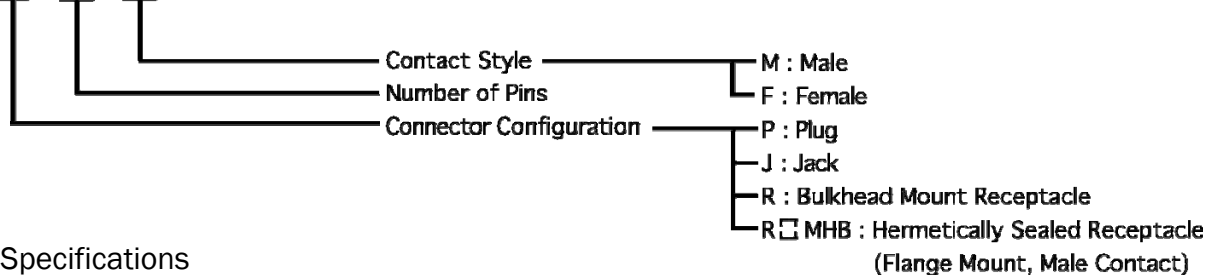 Contact Style M : Male
Number of Pins F : Female
Connector Configuration P : Plug
J : Jack
R : Bulkhead Mount Receptacle
R□ MHB : Hermetically Sealed Receptacle
(Flange Mount, Male Contact)
Specifications